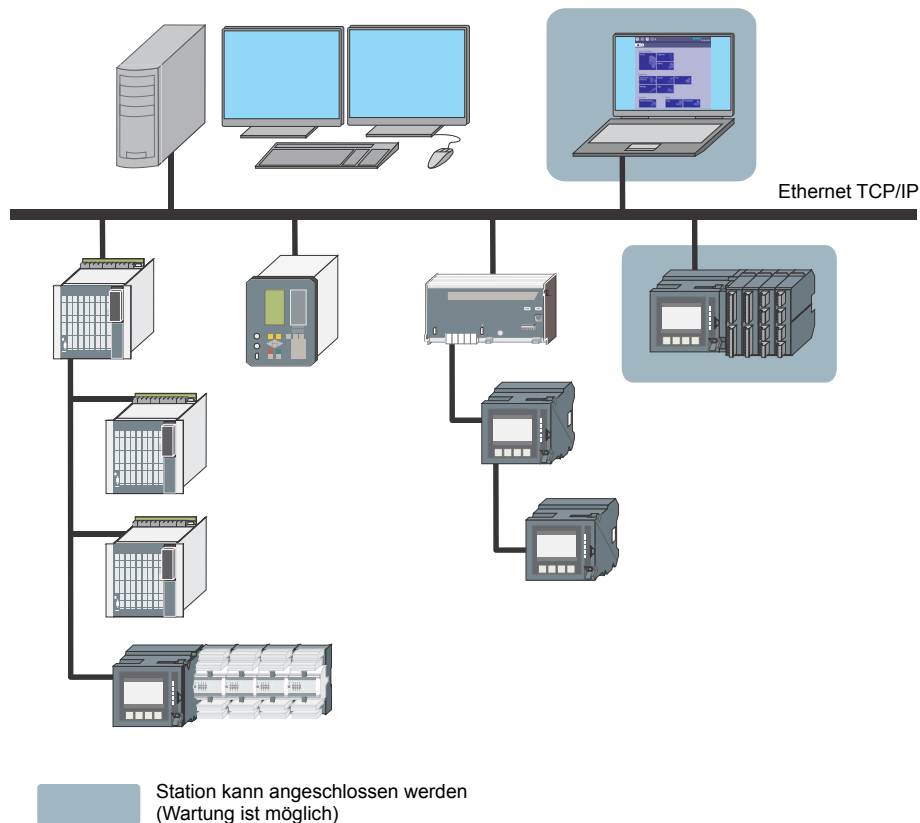 Ethernet TCP/IP
Station kann angeschlossen werden
(Wartung ist möglich)